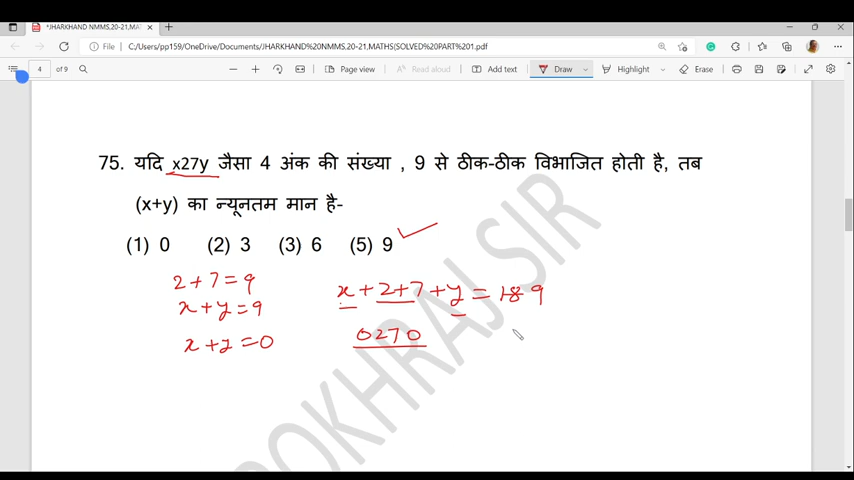 *JHARKHAND NMMS,20-21,MATH
File | C:/Users/pp159/OneDrive/Documents/JHARKHAND%20NMMS,20-21,MATHS(SOLVED%20PART%201.pdf
4 of 9 Page view Read aloud Add text Draw Highlight Erase
75. यदि x27y जैसा 4 अंक की संख्या , 9 से ठीक-ठीक विभाजित होती है, तब
(x+y) का न्यूनतम मान है-
(1) 0 (2) 3 (3) 6 (5) 9
2+7=9
x+y=9
x+y=0
x+2+7+y=18 9
0270
POKHRAJ SIR